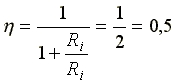 η = 1 / (1 + R_i / R_i) = 1/2 = 0,5